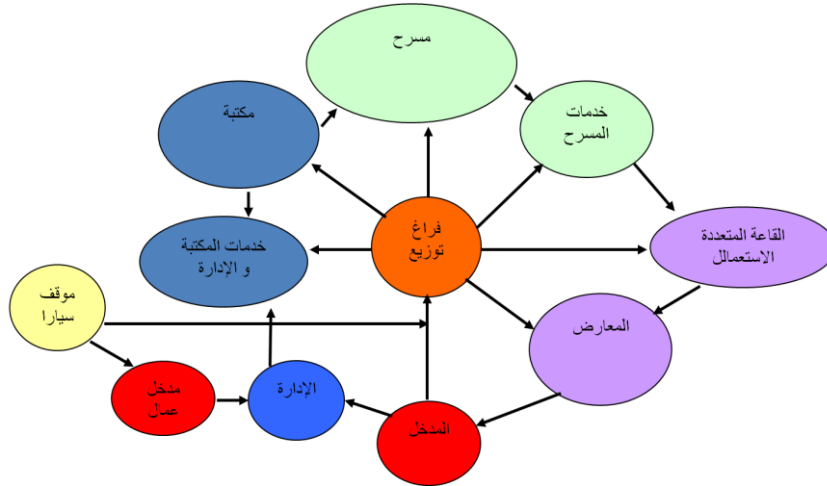 مسرح
مكتبة
خدمات
المسرح
فراغ
توزيع
القاعة المتعددة
الاستعمالل
خدمات المكتبة
و الإدارة
موقف
سيارا
المعارض
مدخل
عمال
الإدارة
المدخل